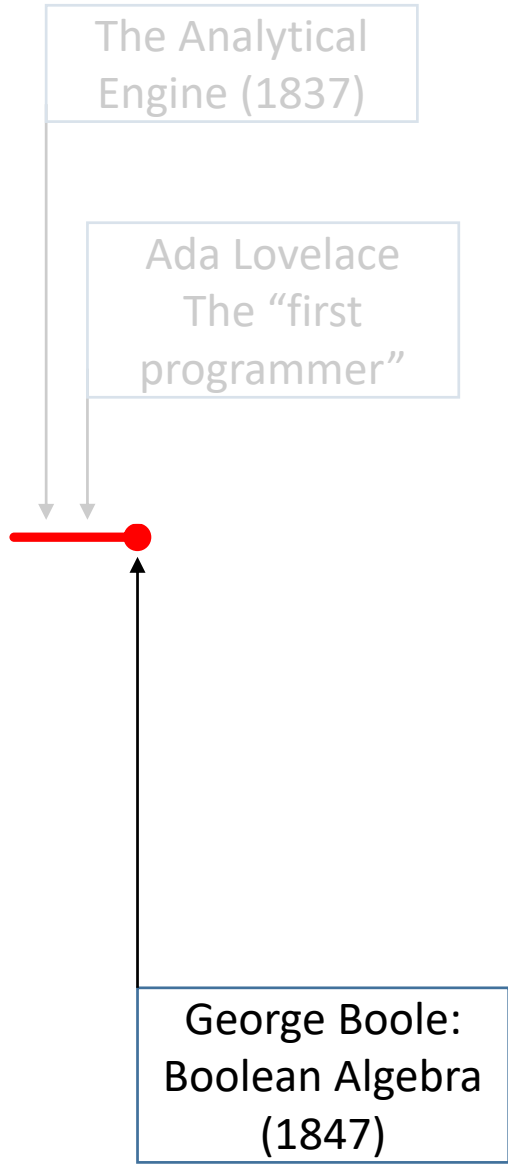 The Analytical
Engine (1837)
Ada Lovelace
The “first
programmer”
George Boole:
Boolean Algebra
(1847)